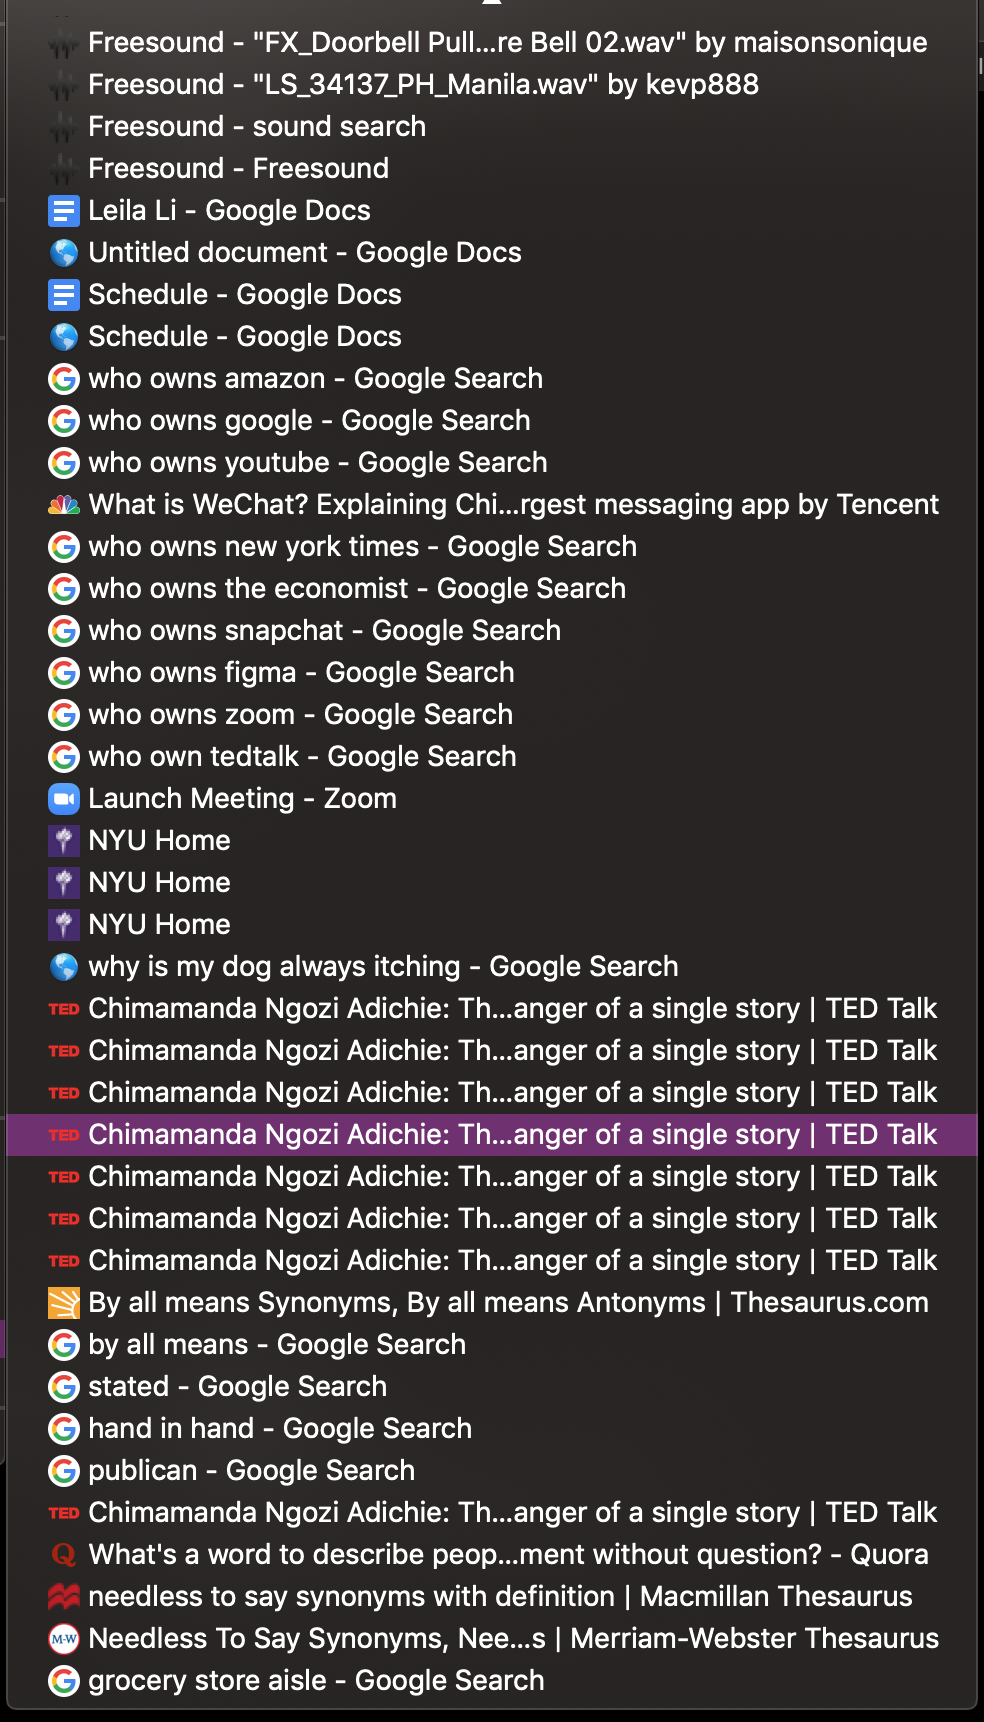 Freesound - "FX_Doorbell Pull...re Bell 02.wav" by maisonsonique
Freesound - "LS_34137_PH_Manila.wav" by kevp888
Freesound - sound search
Freesound - Freesound
Leila Li - Google Docs
Untitled document - Google Docs
Schedule - Google Docs
Schedule - Google Docs
who owns amazon - Google Search
who owns google - Google Search
who owns youtube - Google Search
What is WeChat? Explaining Chi...rgest messaging app by Tencent
who owns new york times - Google Search
who owns the economist - Google Search
who owns snapchat - Google Search
who owns figma - Google Search
who owns zoom - Google Search
who own tedtalk - Google Search
Launch Meeting - Zoom
NYU Home
NYU Home
NYU Home
why is my dog always itching - Google Search
TED Chimamanda Ngozi Adichie: Th...anger of a single story | TED Talk
TED Chimamanda Ngozi Adichie: Th...anger of a single story | TED Talk
TED Chimamanda Ngozi Adichie: Th...anger of a single story | TED Talk
TED Chimamanda Ngozi Adichie: Th...anger of a single story | TED Talk
TED Chimamanda Ngozi Adichie: Th...anger of a single story | TED Talk
TED Chimamanda Ngozi Adichie: Th...anger of a single story | TED Talk
TED Chimamanda Ngozi Adichie: Th...anger of a single story | TED Talk
By all means Synonyms, By all means Antonyms | Thesaurus.com
by all means - Google Search
stated - Google Search
hand in hand - Google Search
publican - Google Search
TED Chimamanda Ngozi Adichie: Th...anger of a single story | TED Talk
Q What's a word to describe peop...ment without question? - Quora
needless to say synonyms with definition | Macmillan Thesaurus
M-W Needless To Say Synonyms, Nee...s | Merriam-Webster Thesaurus
grocery store aisle - Google Search